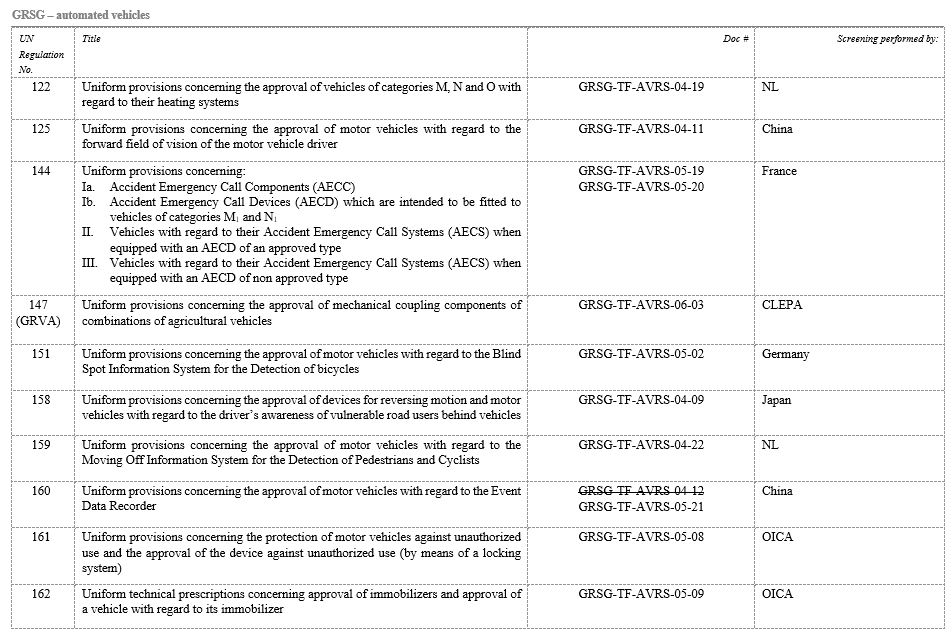 GRSG – automated vehicles
UN
Regulation
No.
Title
Doc #
Screening performed by:
122
Uniform provisions concerning the approval of vehicles of categories M, N and O with
regard to their heating systems
GRSG-TF-AVRS-04-19
NL
125
Uniform provisions concerning the approval of motor vehicles with regard to the
forward field of vision of the motor vehicle driver
GRSG-TF-AVRS-04-11
China
144
Uniform provisions concerning:
Ia. Accident Emergency Call Components (AECC)
Ib. Accident Emergency Call Devices (AECD) which are intended to be fitted to
vehicles of categories M₁ and N₁
II. Vehicles with regard to their Accident Emergency Call Systems (AECS) when
equipped with an AECD of an approved type
III. Vehicles with regard to their Accident Emergency Call Systems (AECS) when
equipped with an AECD of non approved type
GRSG-TF-AVRS-05-19
GRSG-TF-AVRS-05-20
France
147
(GRVA)
Uniform provisions concerning the approval of mechanical coupling components of
combinations of agricultural vehicles
GRSG-TF-AVRS-06-03
CLEPA
151
Uniform provisions concerning the approval of motor vehicles with regard to the Blind
Spot Information System for the Detection of bicycles
GRSG-TF-AVRS-05-02
Germany
158
Uniform provisions concerning the approval of devices for reversing motion and motor
vehicles with regard to the driver’s awareness of vulnerable road users behind vehicles
GRSG-TF-AVRS-04-09
Japan
159
Uniform provisions concerning the approval of motor vehicles with regard to the
Moving Off Information System for the Detection of Pedestrians and Cyclists
GRSG-TF-AVRS-04-22
NL
160
Uniform provisions concerning the approval of motor vehicles with regard to the Event
Data Recorder
GRSG-TF-AVRS-04-12
GRSG-TF-AVRS-05-21
China
161
Uniform provisions concerning the protection of motor vehicles against unauthorized
use and the approval of the device against unauthorized use (by means of a locking
system)
GRSG-TF-AVRS-05-08
OICA
162
Uniform technical prescriptions concerning approval of immobilizers and approval of
a vehicle with regard to its immobilizer
GRSG-TF-AVRS-05-09
OICA